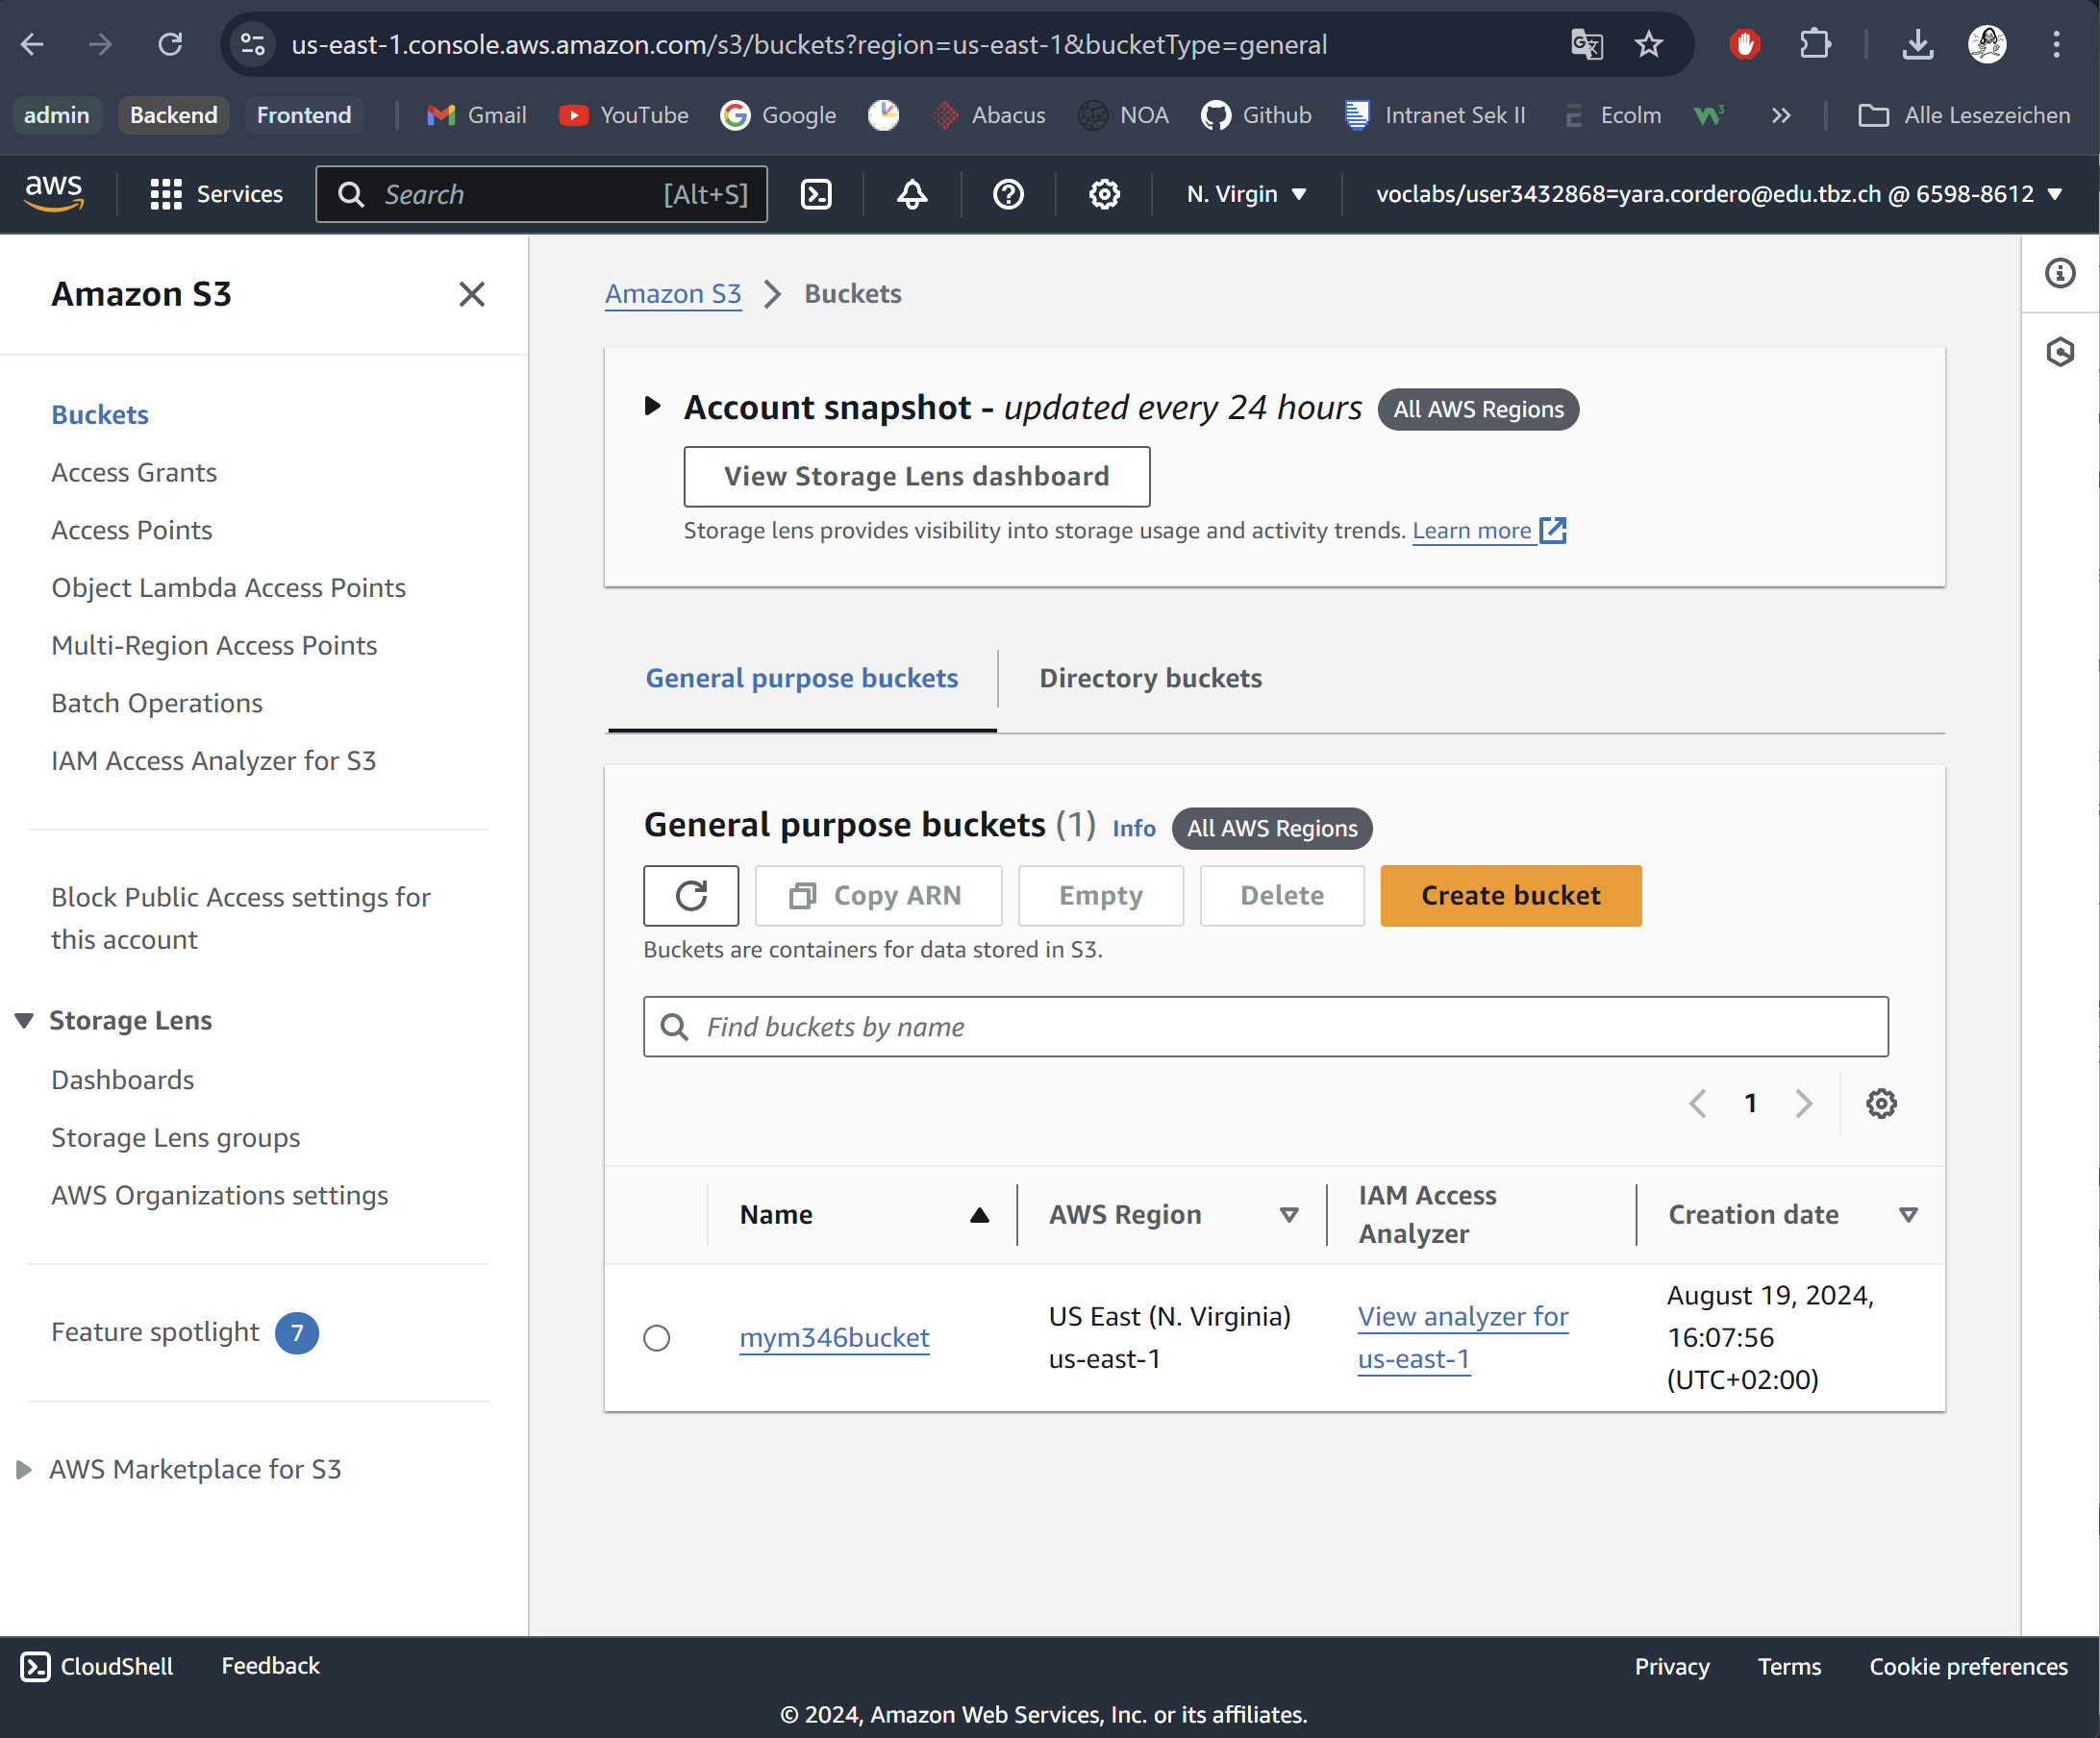 us-east-1.console.aws.amazon.com/s3/buckets?region=us-east-1&bucketType=general
admin Backend Frontend Gmail YouTube Google Abacus NOA Github Intranet Sek II Ecolm Alle Lesezeichen
aws Services Search [Alt+S] N. Virgin voclabs/user3432868=yara.cordero@edu.tbz.ch @ 6598-8612
Amazon S3
Buckets
Access Grants
Access Points
Object Lambda Access Points
Multi-Region Access Points
Batch Operations
IAM Access Analyzer for S3
Block Public Access settings for
this account
Storage Lens
Dashboards
Storage Lens groups
AWS Organizations settings
Feature spotlight 7
AWS Marketplace for S3
Amazon S3 > Buckets
Account snapshot - updated every 24 hours All AWS Regions
View Storage Lens dashboard
Storage lens provides visibility into storage usage and activity trends. Learn more
General purpose buckets Directory buckets
General purpose buckets (1) Info All AWS Regions
Copy ARN Empty Delete Create bucket
Buckets are containers for data stored in S3.
Find buckets by name
1
Name AWS Region IAM Access Analyzer Creation date
mym346bucket
US East (N. Virginia)
us-east-1
View analyzer for
us-east-1
August 19, 2024,
16:07:56
(UTC+02:00)
CloudShell Feedback Privacy Terms Cookie preferences
© 2024, Amazon Web Services, Inc. or its affiliates.